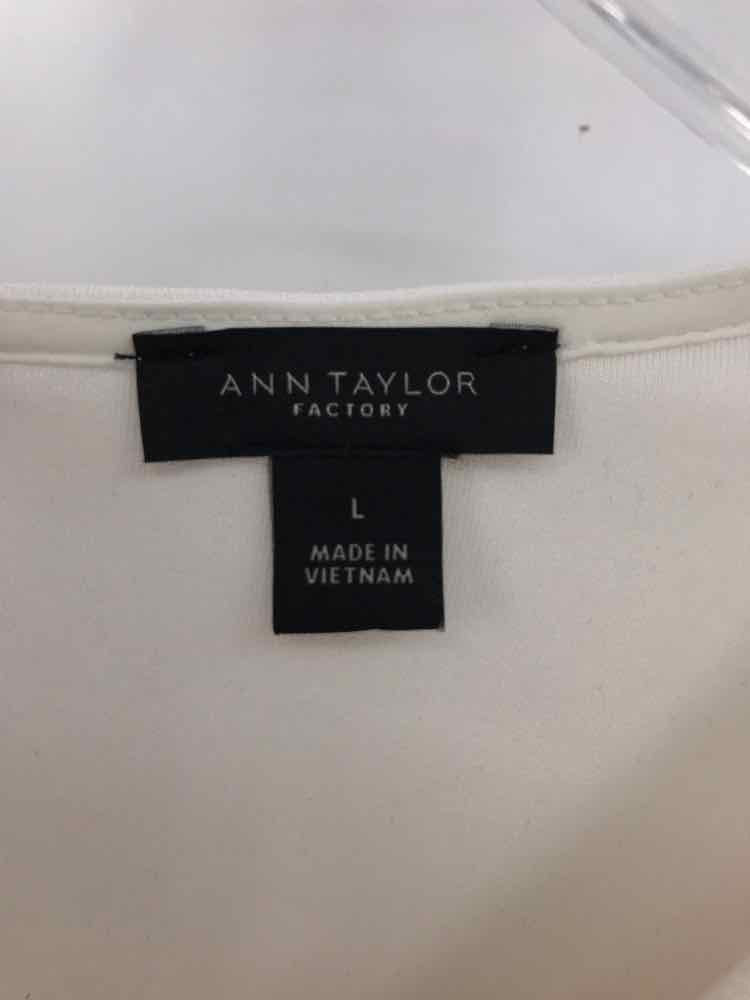 ANN TAYLOR
FACTORY
L
MADE IN
VIETNAM